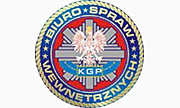 BIURO SPRAW
WEWNĘTRZNYCH
KGP